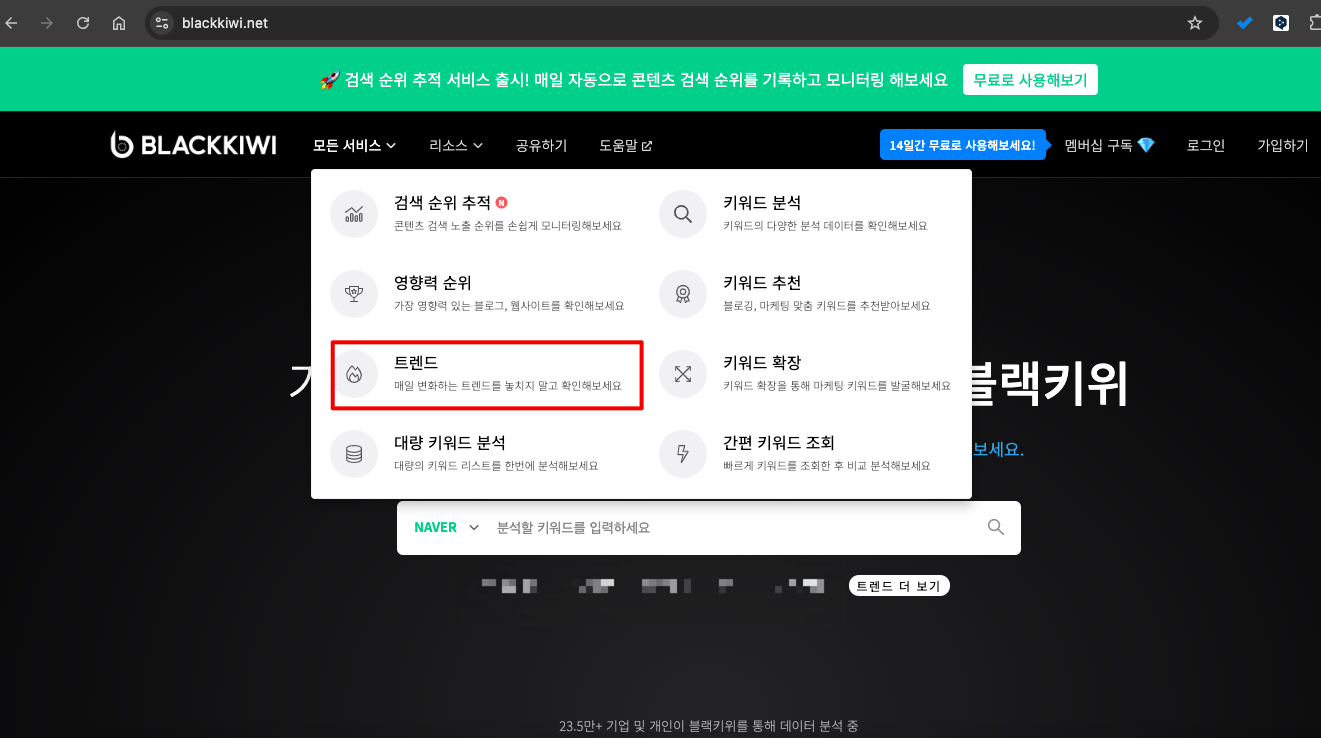 blackkiwi.net
🚀 검색 순위 추적 서비스 출시! 매일 자동으로 콘텐츠 검색 순위를 기록하고 모니터링 해보세요 무료로 사용해보기
BLACKKIWI 모든 서비스 리소스 공유하기 도움말 14일간 무료로 사용해보세요! 멤버십 구독 💎 로그인 가입하기
검색 순위 추적 N
콘텐츠 검색 노출 순위를 손쉽게 모니터링해보세요
키워드 분석
키워드의 다양한 분석 데이터를 확인해보세요
영향력 순위
가장 영향력 있는 블로그, 웹사이트를 확인해보세요
키워드 추천
블로깅, 마케팅 맞춤 키워드를 추천받아보세요
트렌드
매일 변화하는 트렌드를 놓치지 말고 확인해보세요
키워드 확장
키워드 확장을 통해 마케팅 키워드를 발굴해보세요
블랙키위
대량 키워드 분석
대량의 키워드 리스트를 한번에 분석해보세요
간편 키워드 조회
빠르게 키워드를 조회한 후 비교 분석해보세요
보세요.
NAVER 분석할 키워드를 입력하세요
트렌드 더 보기
23.5만+ 기업 및 개인이 블랙키위를 통해 데이터 분석 중